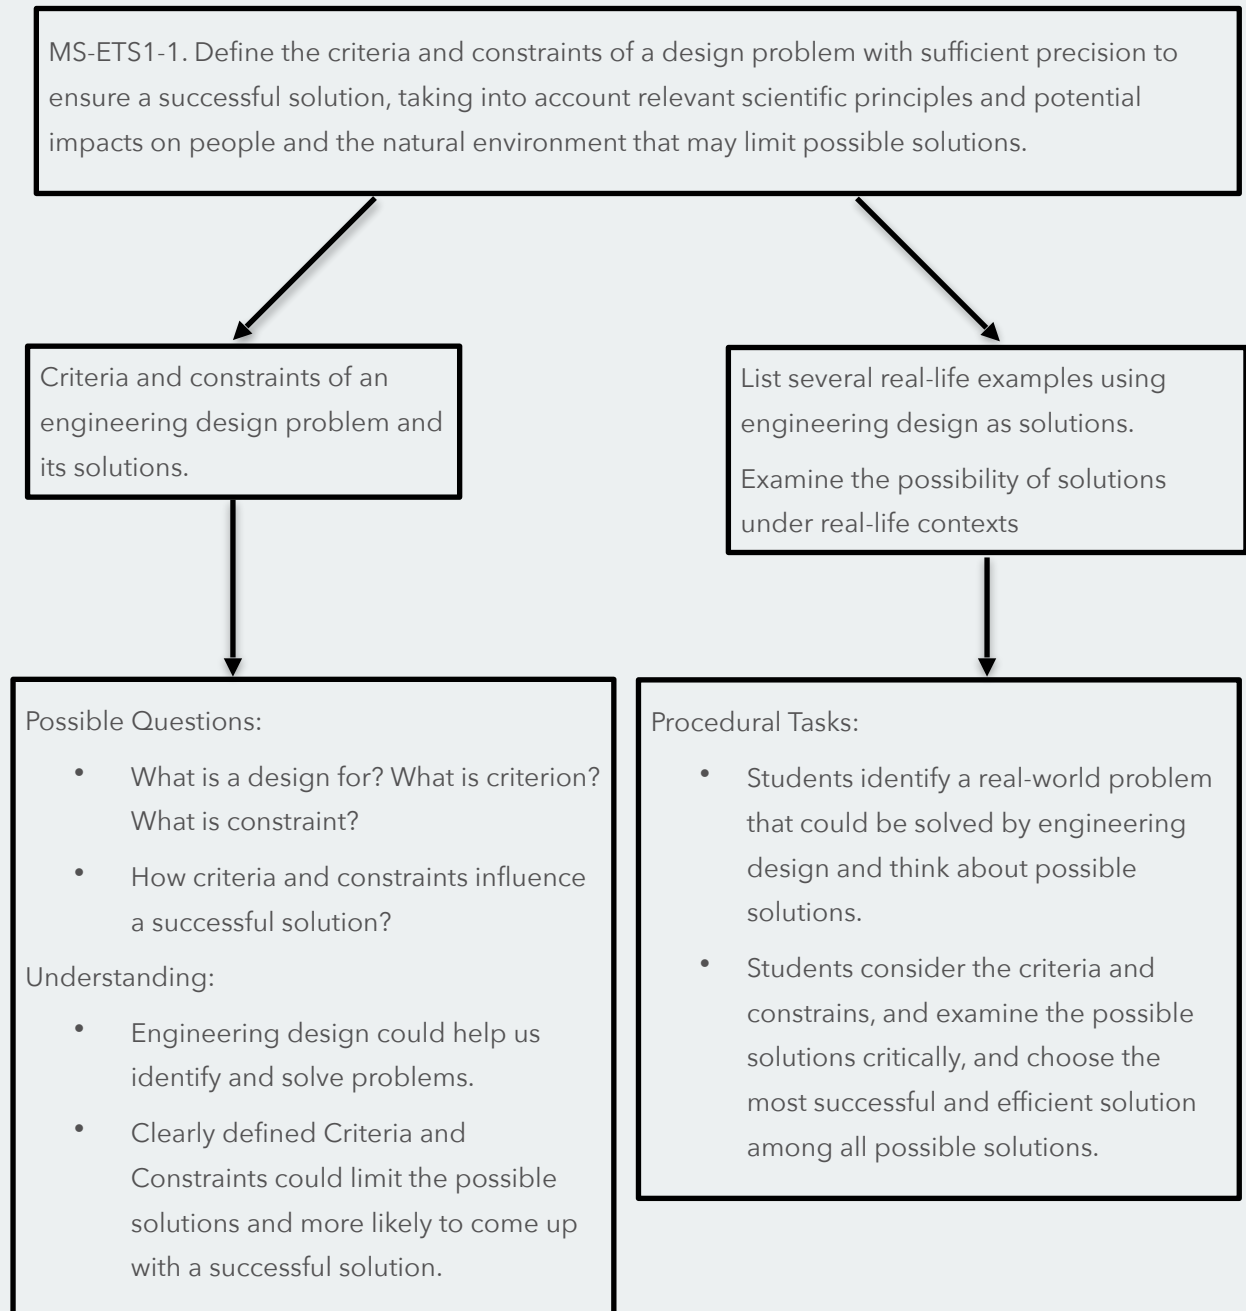 MS-ETS1-1. Define the criteria and constraints of a design problem with sufficient precision to
ensure a successful solution, taking into account relevant scientific principles and potential
impacts on people and the natural environment that may limit possible solutions.
Criteria and constraints of an
engineering design problem and
its solutions.
List several real-life examples using
engineering design as solutions.
Examine the possibility of solutions
under real-life contexts
Possible Questions:
• What is a design for? What is criterion?
What is constraint?
• How criteria and constraints influence
a successful solution?
Understanding:
• Engineering design could help us
identify and solve problems.
• Clearly defined Criteria and
Constraints could limit the possible
solutions and more likely to come up
with a successful solution.
Procedural Tasks:
• Students identify a real-world problem
that could be solved by engineering
design and think about possible
solutions.
• Students consider the criteria and
constrains, and examine the possible
solutions critically, and choose the
most successful and efficient solution
among all possible solutions.